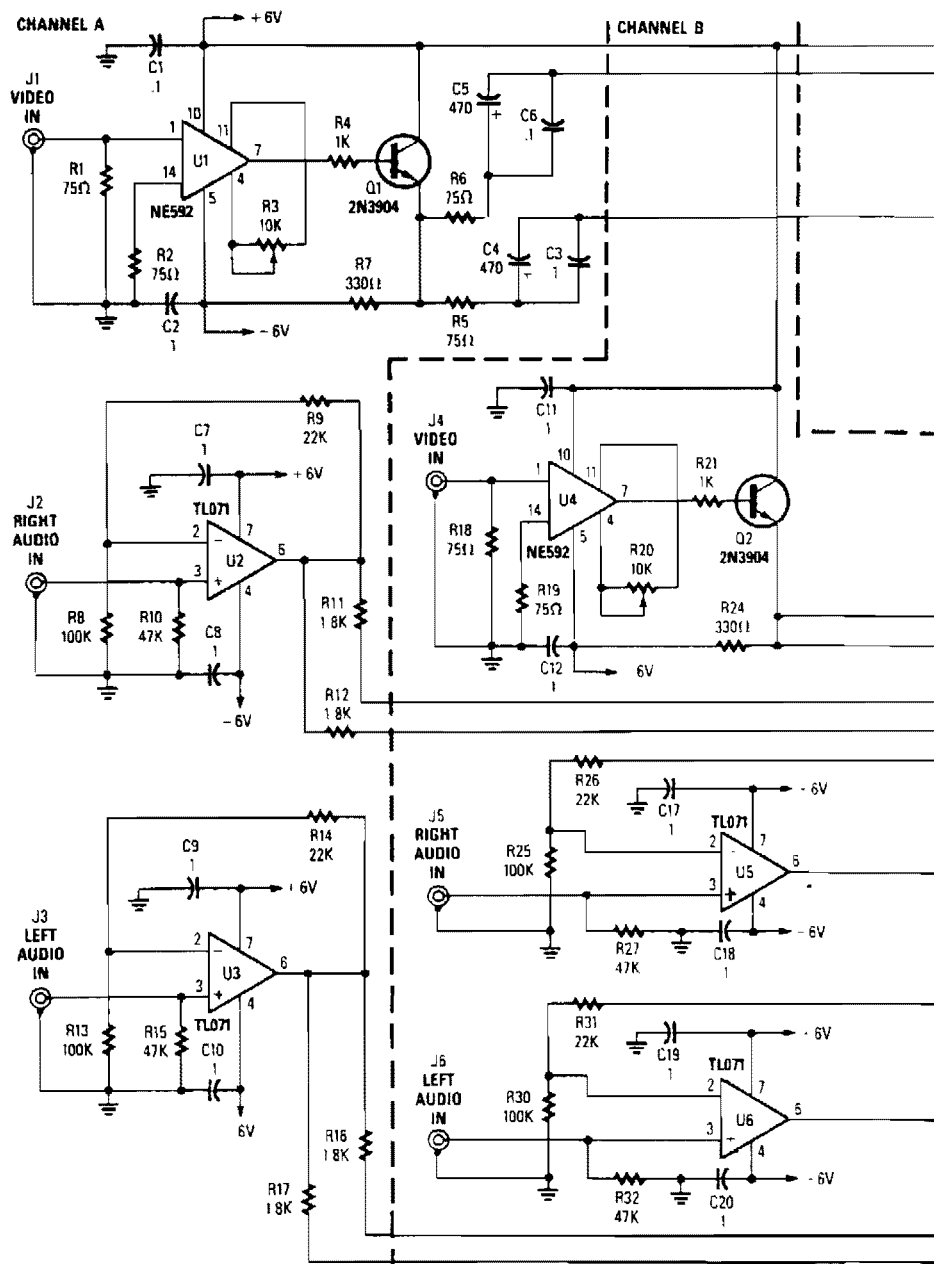 CHANNEL A
+6V
CHANNEL B
C1
.1
J1
VIDEO
IN
10
11
1
U1
7
14
4
5
NE592
R1
75Ω
R2
75Ω
R3
10K
R4
1K
Q1
2N3904
C5
470
+
C6
.1
R6
75Ω
C4
470
+
C3
1
R7
330Ω
R5
75Ω
C2
1
-6V
R9
22K
C7
1
+6V
J2
RIGHT
AUDIO
IN
TL071
2
-
7
U2
6
3
+
4
R8
100K
R10
47K
C8
1
-6V
R11
1 8K
R12
1 8K
J4
VIDEO
IN
C11
1
10
11
1
U4
7
14
4
5
NE592
R18
75Ω
R19
75Ω
R20
10K
R21
1K
Q2
2N3904
R24
330Ω
C12
1
6V
R14
22K
C9
1
+6V
J3
LEFT
AUDIO
IN
2
-
7
U3
6
3
+
4
TL071
R13
100K
R15
47K
C10
1
6V
R16
1 8K
R17
1 8K
R26
22K
C17
1
- 6V
J5
RIGHT
AUDIO
IN
TL071
2
-
7
U5
6
3
+
4
R25
100K
R27
47K
C18
1
- 6V
R31
22K
C19
1
- 6V
J6
LEFT
AUDIO
IN
TL071
2
7
U6
3
+
4
R30
100K
R32
47K
C20
1
- 6V